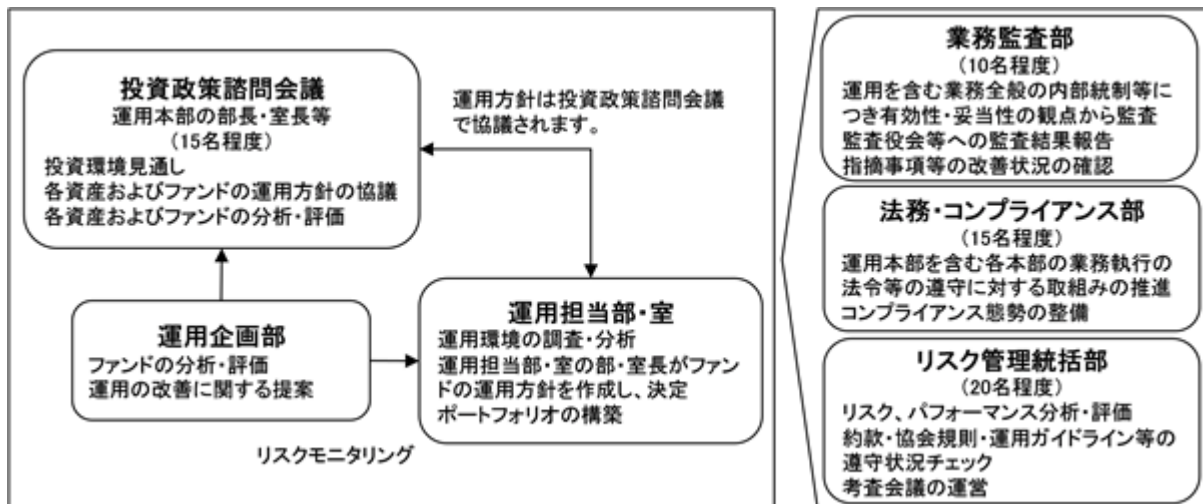 投資政策諮問会議
運用本部の部長・室長等
(15名程度)
投資環境見通し
各資産およびファンドの運用方針の協議
各資産およびファンドの分析・評価
運用方針は投資政策諮問会議
で協議されます。
運用企画部
ファンドの分析・評価
運用の改善に関する提案
運用担当部・室
運用環境の調査・分析
運用担当部・室の部・室長がファン
ドの運用方針を作成し、決定
ポートフォリオの構築
リスクモニタリング
業務監査部
(10名程度)
運用を含む業務全般の内部統制等に
つき有効性・妥当性の観点から監査
監査役会等への監査結果報告
指摘事項等の改善状況の確認
法務・コンプライアンス部
(15名程度)
運用本部を含む各本部の業務執行の
法令等の遵守に対する取組みの推進
コンプライアンス態勢の整備
リスク管理統括部
(20名程度)
リスク、パフォーマンス分析・評価
約款・協会規則・運用ガイドライン等の
遵守状況チェック
考査会議の運営